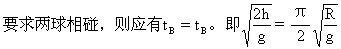 要求两球相碰，则应有t_B = t_B。即√(2h/g) = π/2 √(R/g)